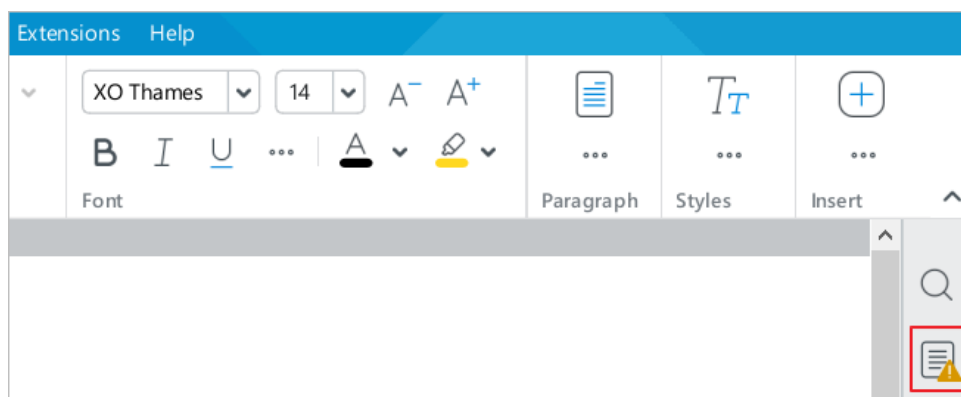 Extensions Help
XO Thames 14 A− A+
B I U A
Font Paragraph Styles Insert